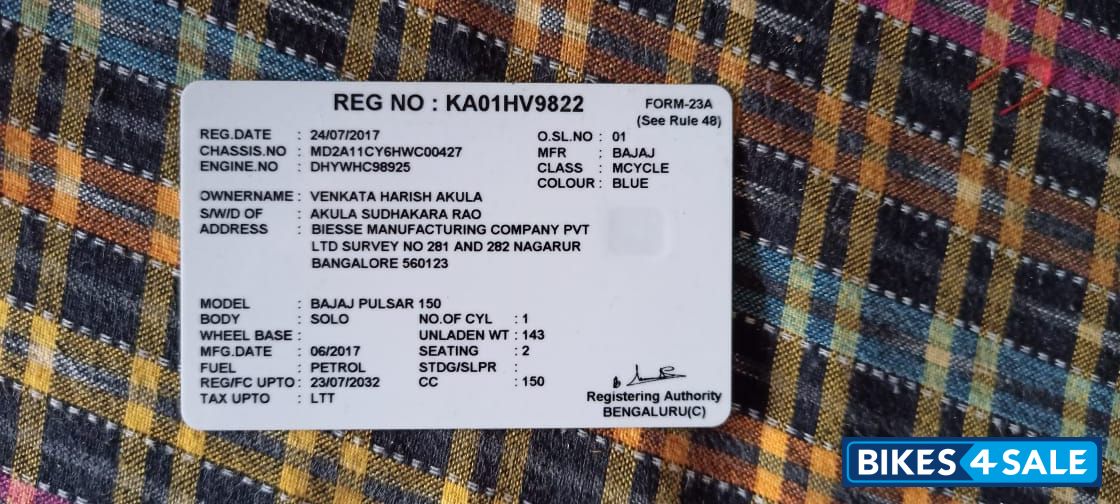 REG NO : KA01HV9822
FORM-23A
(See Rule 48)
REG.DATE : 24/07/2017
CHASSIS.NO : MD2A11CY6HWC00427
ENGINE.NO : DHYWHC98925
O.SL.NO : 01
MFR : BAJAJ
CLASS : MCYCLE
COLOUR : BLUE
OWNERNAME : VENKATA HARISH AKULA
S/W/D OF : AKULA SUDHAKARA RAO
ADDRESS : BIESSE MANUFACTURING COMPANY PVT
LTD SURVEY NO 281 AND 282 NAGARUR
BANGALORE 560123
MODEL : BAJAJ PULSAR 150
BODY : SOLO NO.OF CYL : 1
WHEEL BASE : UNLADEN WT : 143
MFG.DATE : 06/2017 SEATING : 2
FUEL : PETROL STDG/SLPR :
REG/FC UPTO : 23/07/2032 CC : 150
TAX UPTO : LTT
Registering Authority
BENGALURU(C)
BIKES4SALE